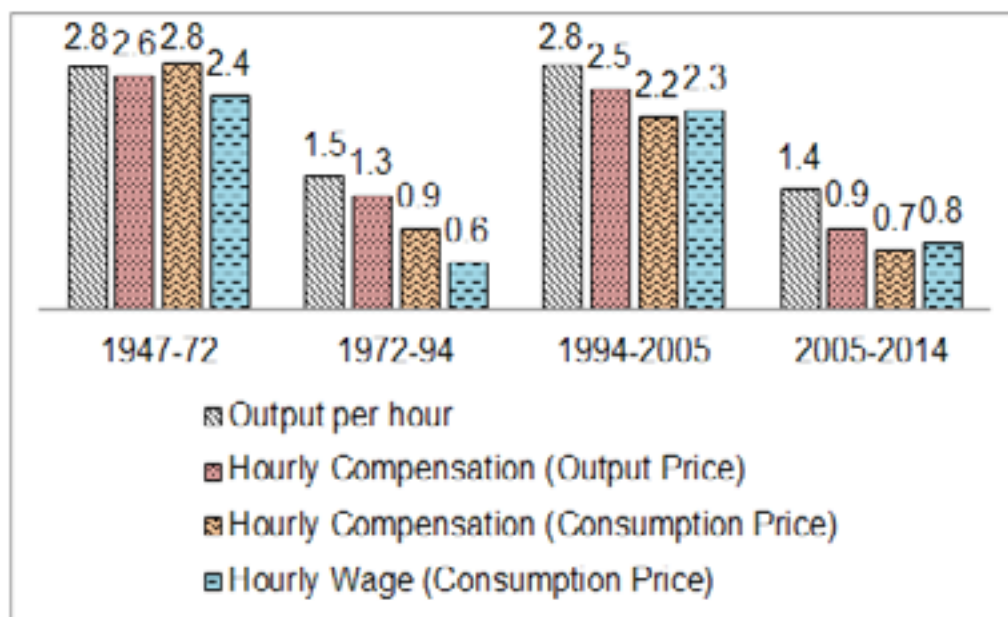 2.8 2.6 2.8 2.4
1.5 1.3 0.9 0.6
2.8 2.5 2.2 2.3
1.4 0.9 0.7 0.8
1947-72 1972-94 1994-2005 2005-2014
Output per hour
Hourly Compensation (Output Price)
Hourly Compensation (Consumption Price)
Hourly Wage (Consumption Price)